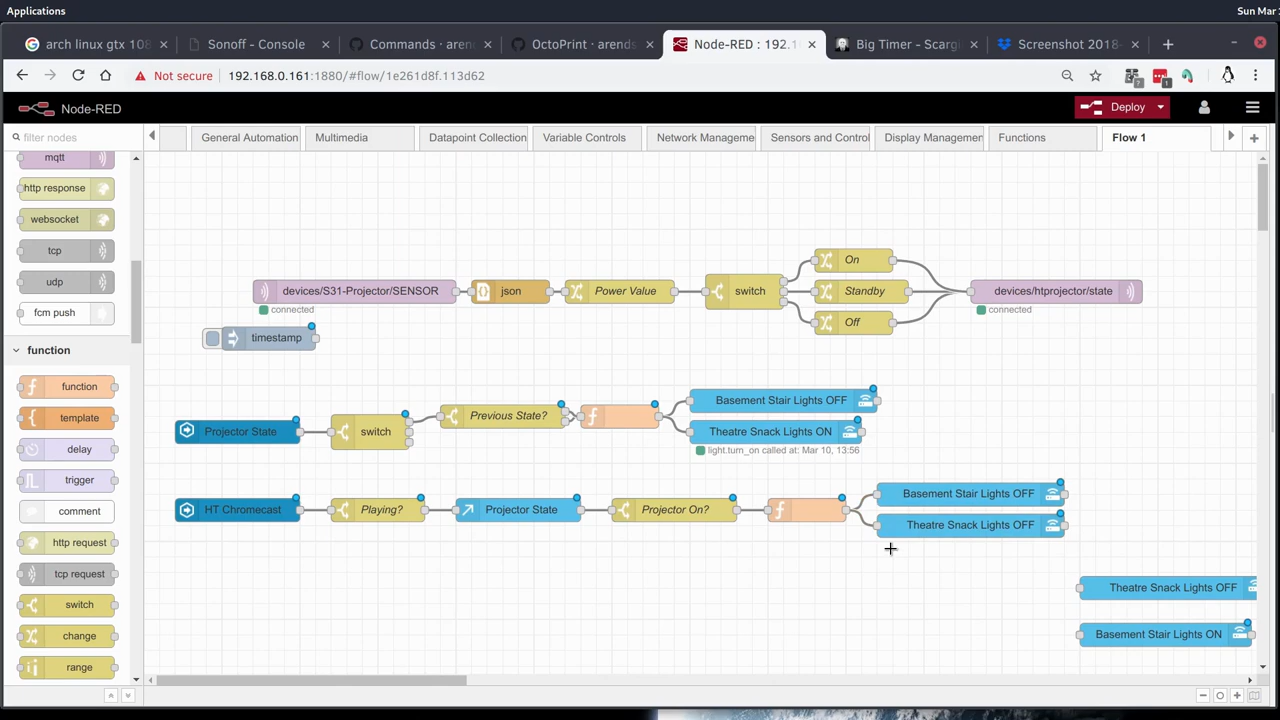 Applications
Sun Mar
arch linux gtx 108
Sonoff - Console
Commands · aren
OctoPrint · arends
Node-RED : 192.1
Big Timer – Scarg
Screenshot 2018-
Not secure
192.168.0.161:1880/#flow/1e261d8f.113d62
7
1
Node-RED
Deploy
filter nodes
General Automation
Multimedia
Datapoint Collection
Variable Controls
Network Manageme
Sensors and Control
Display Managemen
Functions
Flow 1
mqtt
http response
websocket
tcp
udp
fcm push
function
function
template
delay
trigger
comment
http request
tcp request
switch
change
range
On
devices/S31-Projector/SENSOR
json
Power Value
switch
Standby
devices/htprojector/state
connected
connected
Off
timestamp
Basement Stair Lights OFF
Previous State?
f
Projector State
switch
Theatre Snack Lights ON
light.turn_on called at: Mar 10, 13:56
Basement Stair Lights OFF
HT Chromecast
Playing?
Projector State
Projector On?
f
Theatre Snack Lights OFF
Theatre Snack Lights OFF
Basement Stair Lights ON